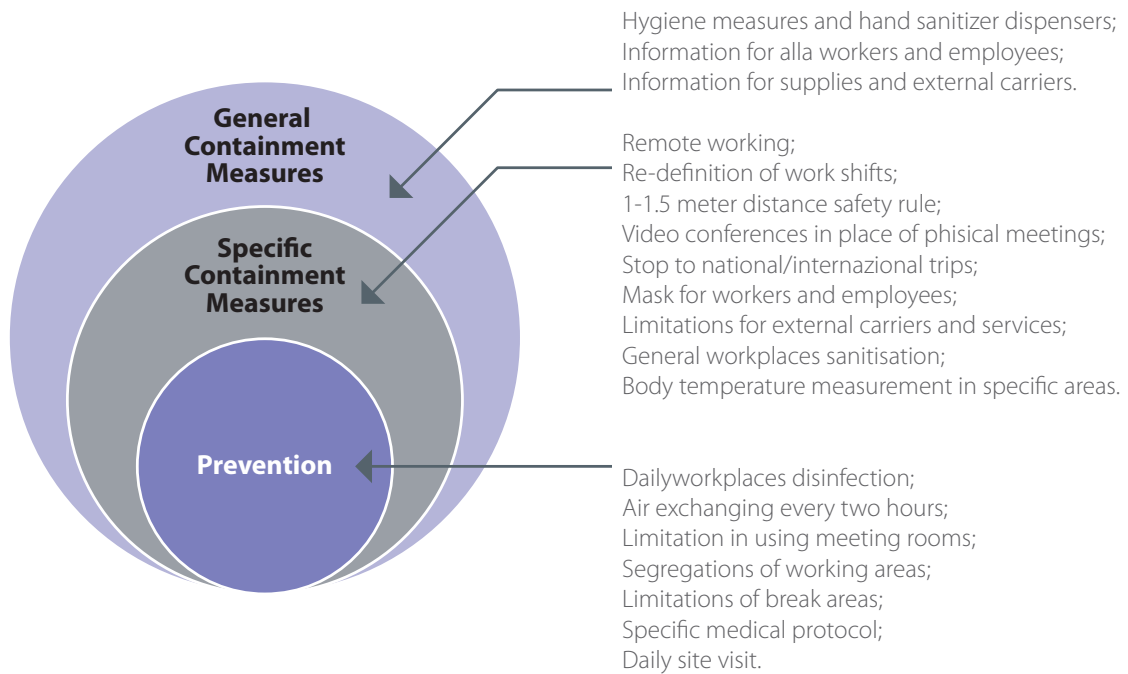 General
Containment
Measures
Hygiene measures and hand sanitizer dispensers;
Information for alla workers and employees;
Information for supplies and external carriers.
Specific
Containment
Measures
Remote working;
Re-definition of work shifts;
1-1.5 meter distance safety rule;
Video conferences in place of phisical meetings;
Stop to national/internazional trips;
Mask for workers and employees;
Limitations for external carriers and services;
General workplaces sanitisation;
Body temperature measurement in specific areas.
Prevention
Dailyworkplaces disinfection;
Air exchanging every two hours;
Limitation in using meeting rooms;
Segregations of working areas;
Limitations of break areas;
Specific medical protocol;
Daily site visit.